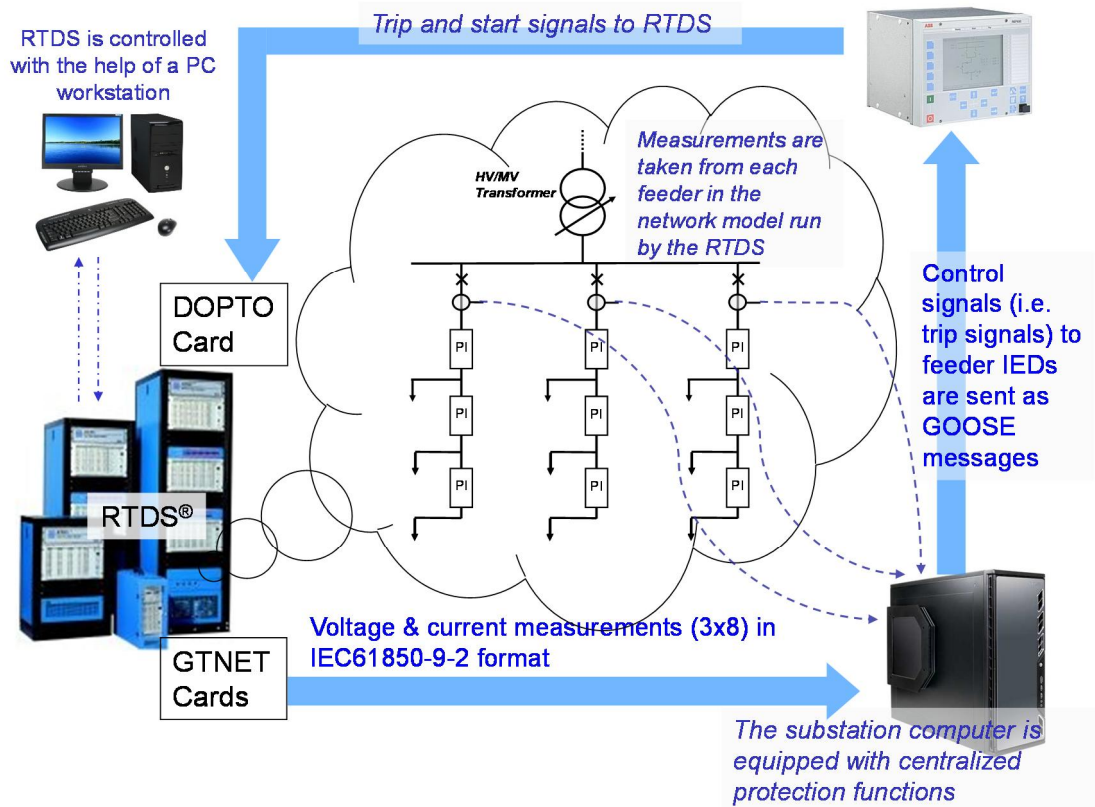 Trip and start signals to RTDS
RTDS is controlled
with the help of a PC
workstation
ABB
Measurements are
taken from each
feeder in the
network model run
by the RTDS
HV/MV
Transformer
DOPTO
Card
Control
signals (i.e.
trip signals) to
feeder IEDs
are sent as
GOOSE
messages
PI
PI
PI
PI
PI
PI
PI
PI
PI
RTDS®
Voltage & current measurements (3x8) in
IEC61850-9-2 format
GTNET
Cards
The substation computer is
equipped with centralized
protection functions